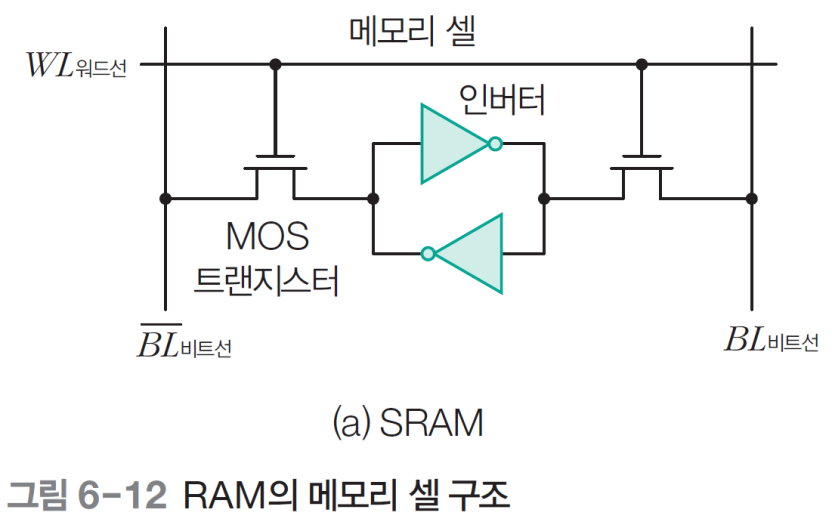 메모리 셀
WL워드선
인버터
MOS
트랜지스터
B̅L̅비트선
BL비트선
(a) SRAM
그림 6-12 RAM의 메모리 셀 구조